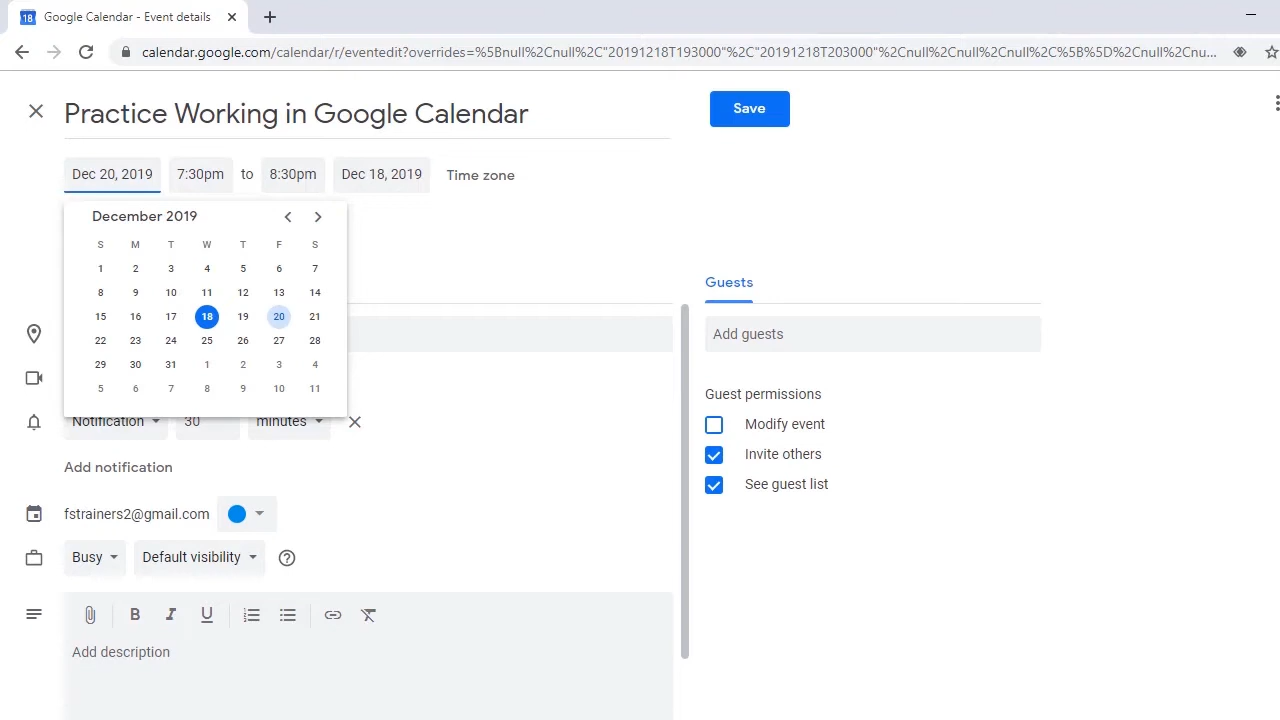 18 Google Calendar - Event details
calendar.google.com/calendar/r/eventedit?overrides=%5Bnull%2Cnull%2C"20191218T193000"%2C"20191218T203000"%2Cnull%2Cnull%2Cnull%2C%5B%5D%2Cnull%2Cnu...
Practice Working in Google Calendar
Save
Dec 20, 2019 7:30pm to 8:30pm Dec 18, 2019 Time zone
December 2019
S M T W T F S
1 2 3 4 5 6 7
8 9 10 11 12 13 14
15 16 17 18 19 20 21
22 23 24 25 26 27 28
29 30 31 1 2 3 4
5 6 7 8 9 10 11
Guests
Add guests
Guest permissions
Modify event
Invite others
See guest list
Notification 30 minutes
Add notification
fstrainers2@gmail.com
Busy Default visibility
B I U
Add description